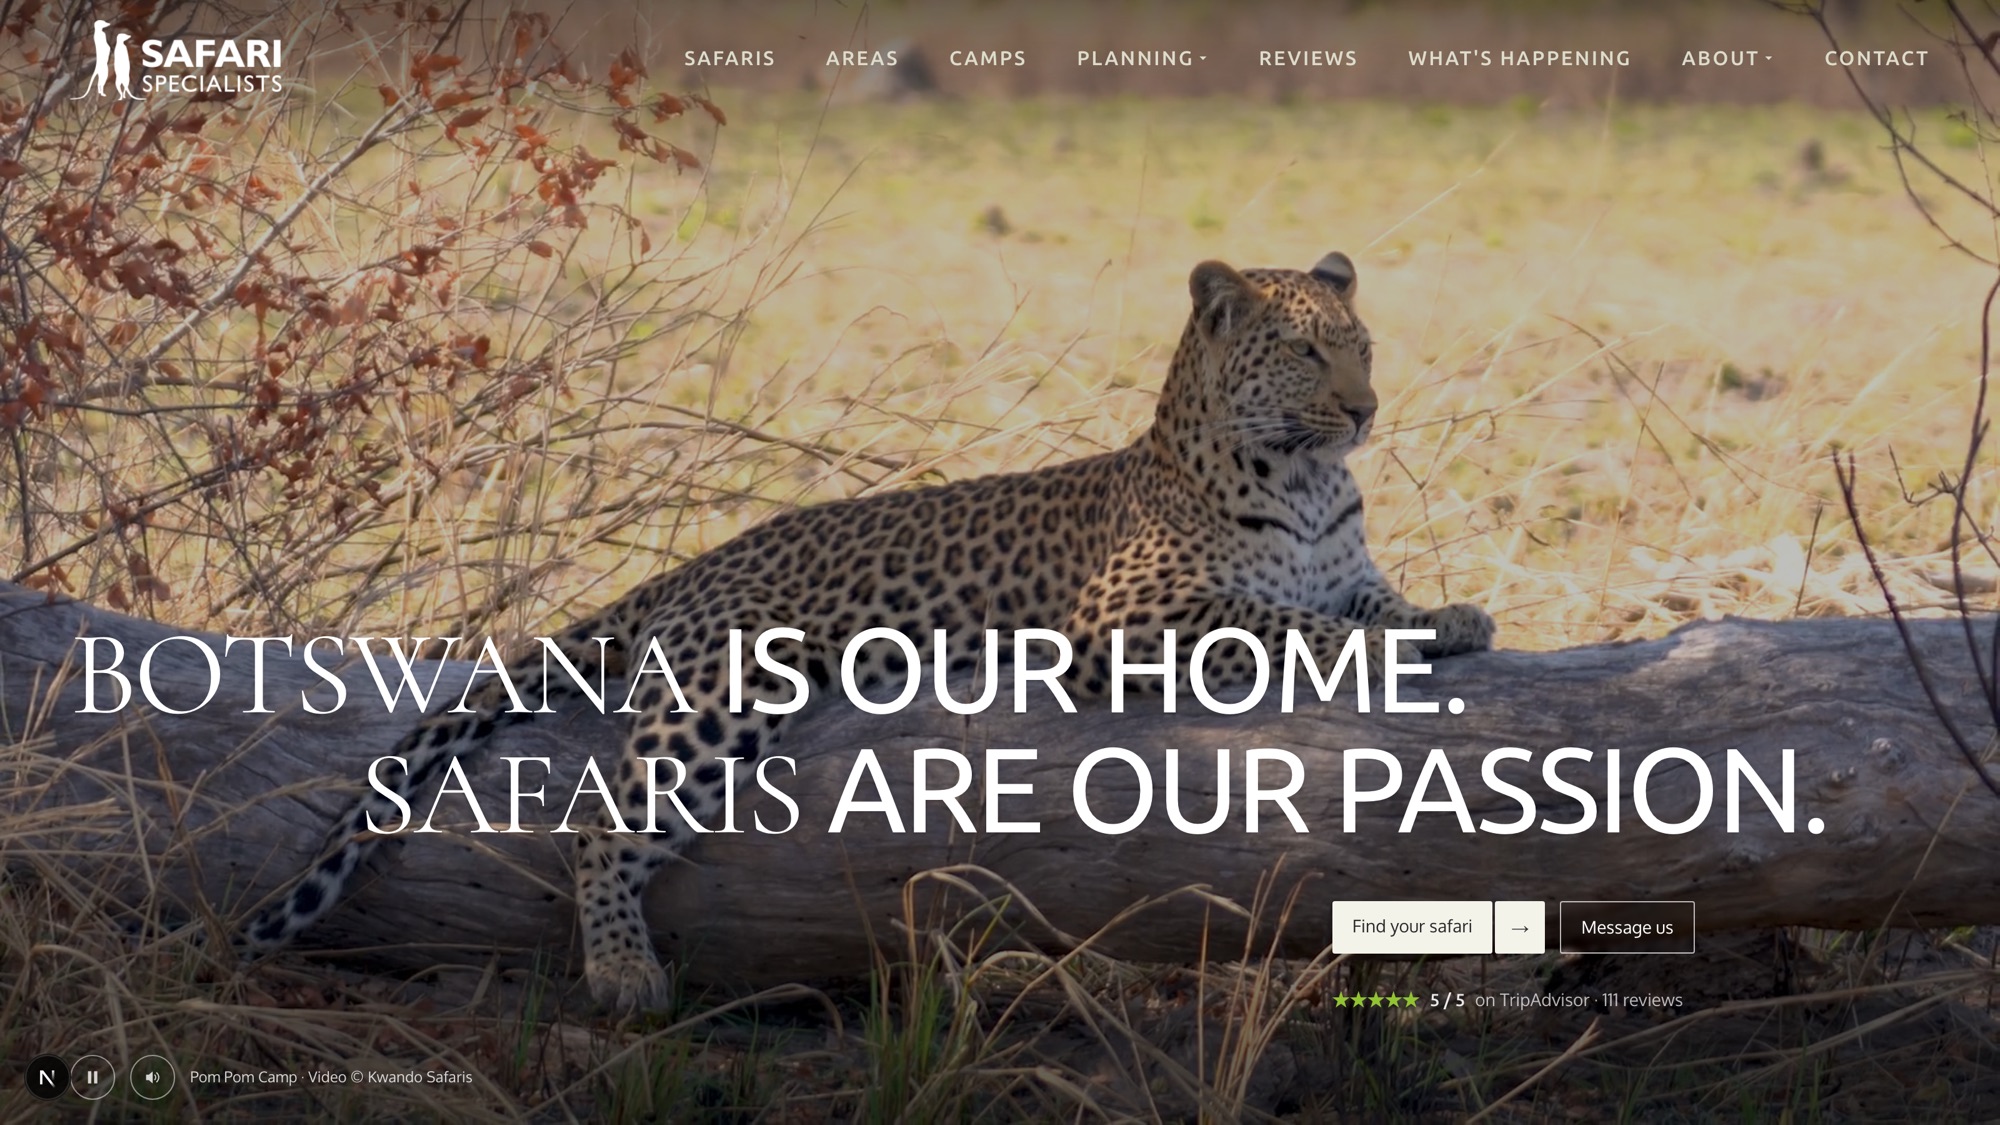 SAFARI
SPECIALISTS
SAFARIS AREAS CAMPS PLANNING REVIEWS WHAT'S HAPPENING ABOUT CONTACT
BOTSWANA IS OUR HOME.
SAFARIS ARE OUR PASSION.
Find your safari → Message us
★★★★★ 5 / 5 on TripAdvisor · 111 reviews
N Pom Pom Camp · Video © Kwando Safaris